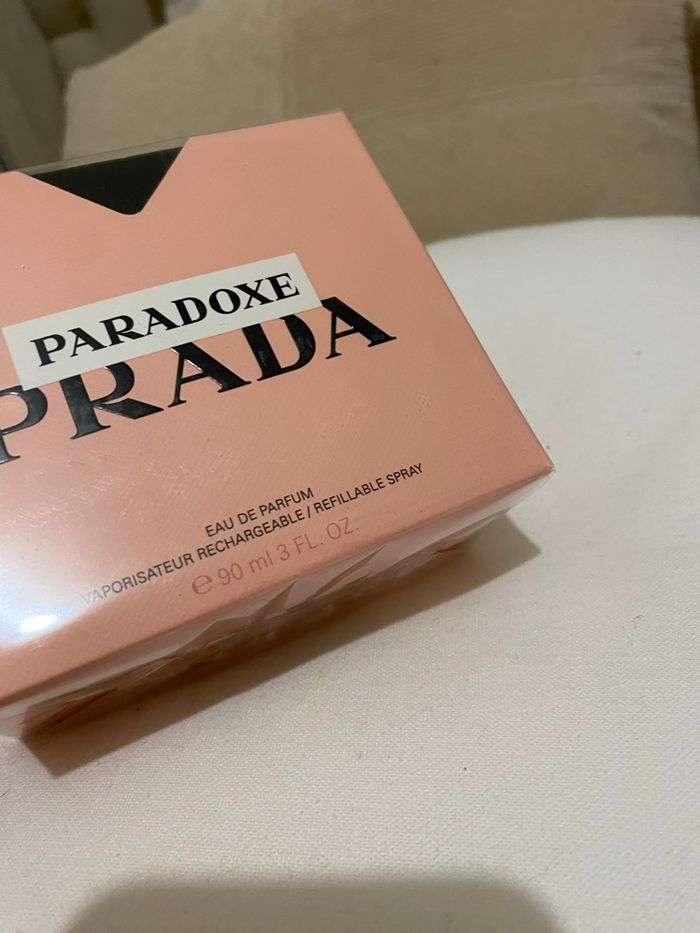 PARADOXE
PRADA
EAU DE PARFUM
VAPORISATEUR RECHARGEABLE / REFILLABLE SPRAY
℮ 90 ml 3 FL. OZ.